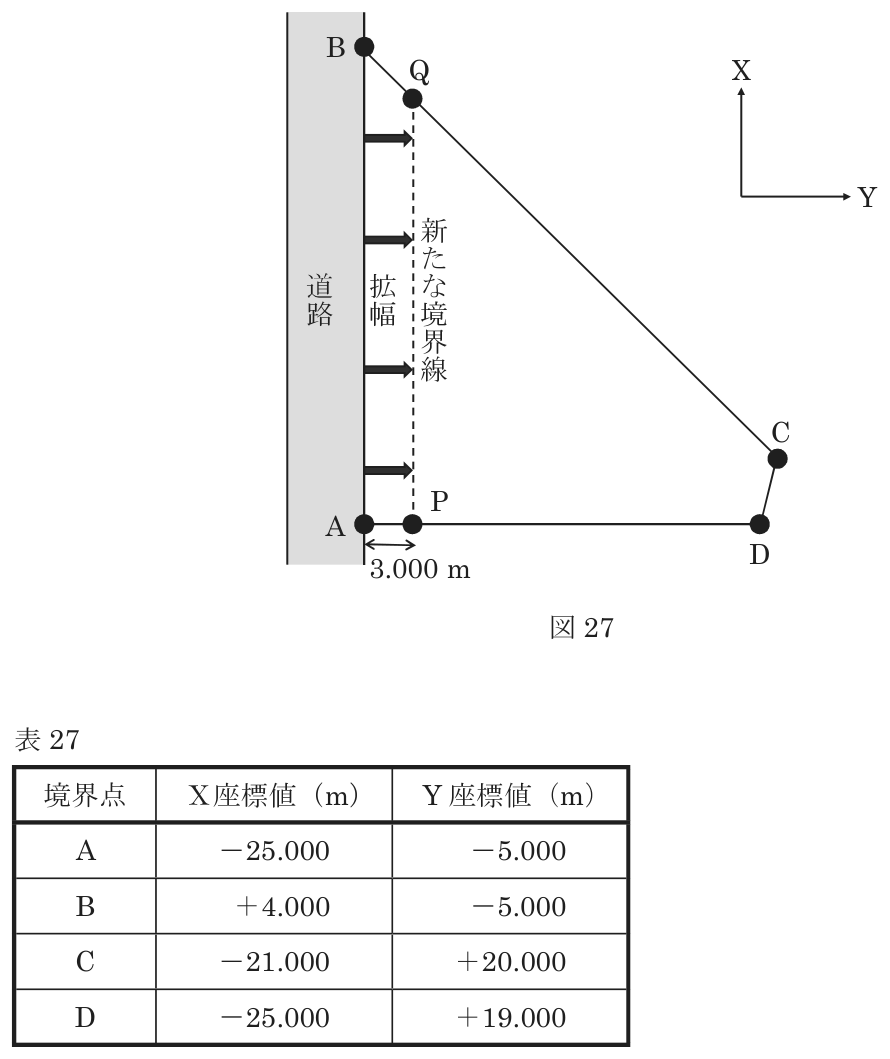 B
Q
X
Y
道路
拡幅
新たな境界線
C
A
P
D
3.000 m
図 27
表 27
境界点 X座標値（m） Y座標値（m）
A －25.000 －5.000
B ＋4.000 －5.000
C －21.000 ＋20.000
D －25.000 ＋19.000